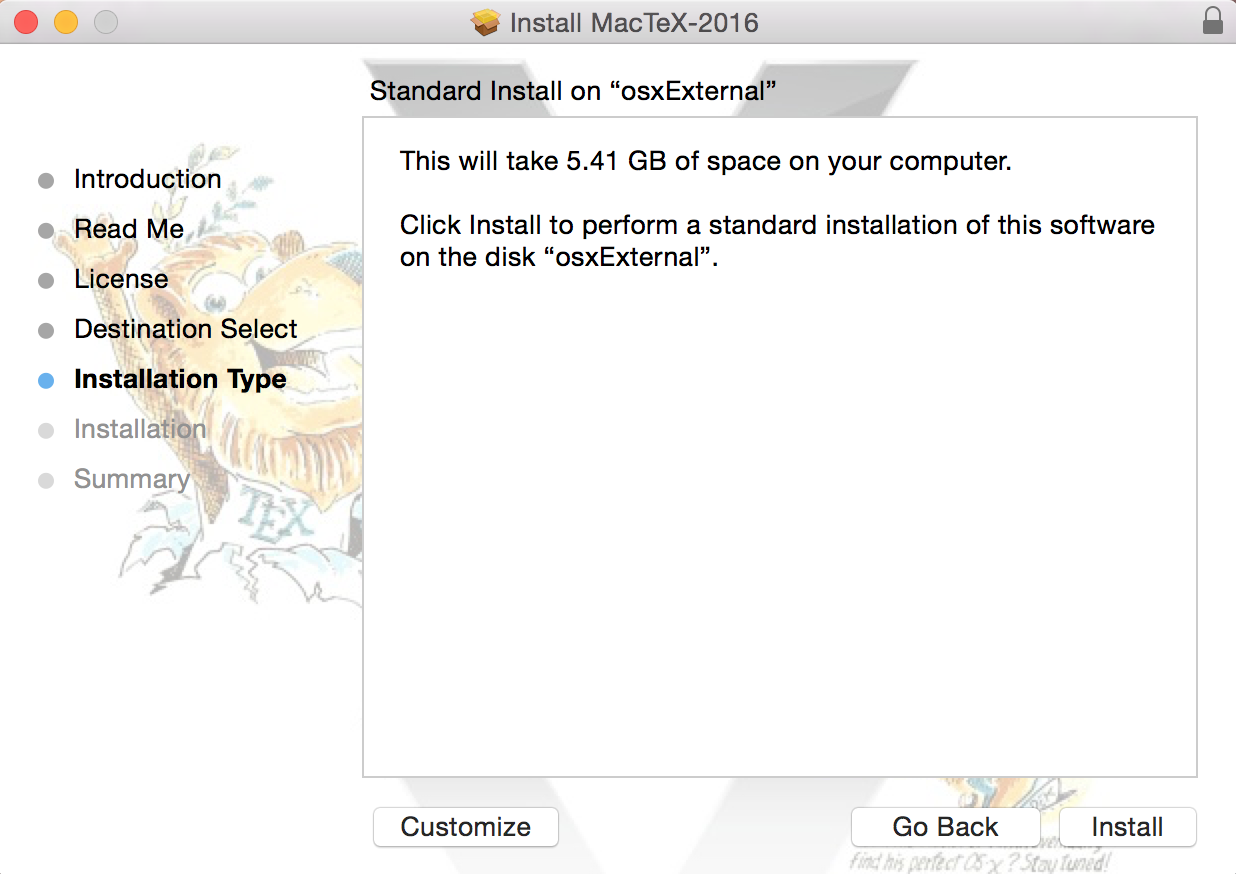 Install MacTeX-2016
Standard Install on “osxExternal”
Introduction
Read Me
License
Destination Select
Installation Type
Installation
Summary
TEX
This will take 5.41 GB of space on your computer.
Click Install to perform a standard installation of this software
on the disk “osxExternal”.
Customize
Go Back
Install
find his perfect OS-X? Stay tuned!